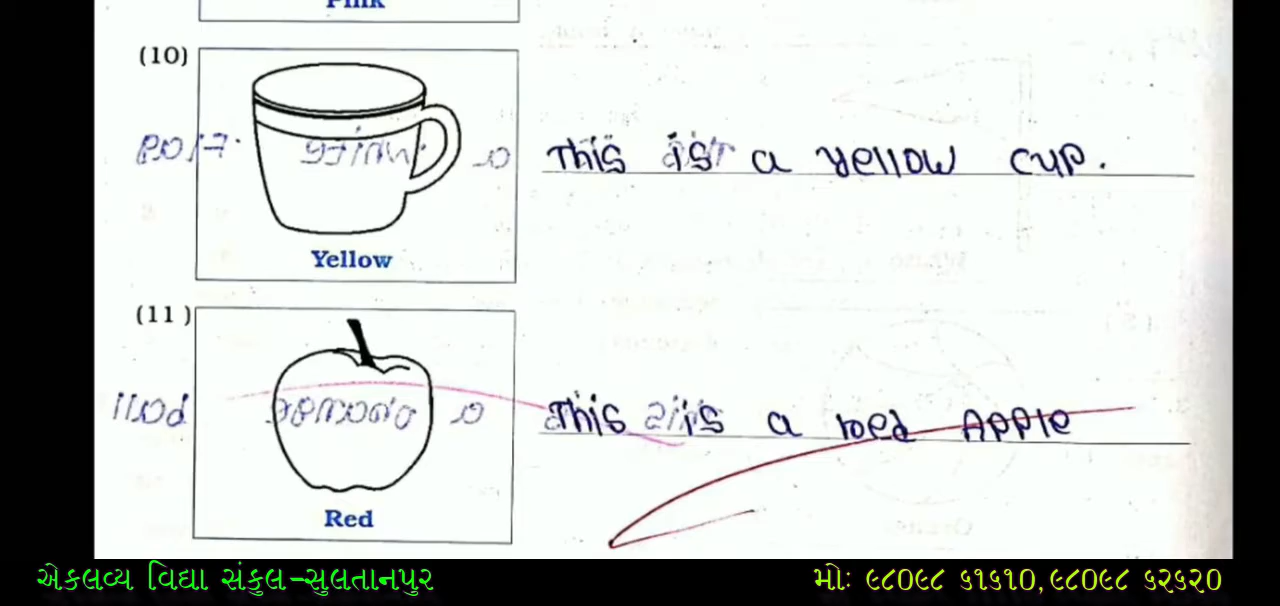 Pink
(10)
This is a yellow cup.
Yellow
(11)
This is a red Apple
Red
એકલવ્ય વિદ્યા સંકુલ-સુલતાનપુર
મોઃ ૯૮૦૯૮ ૬૧૬૧૦, ૯૮૦૯૮ ૬૨૬૨૦